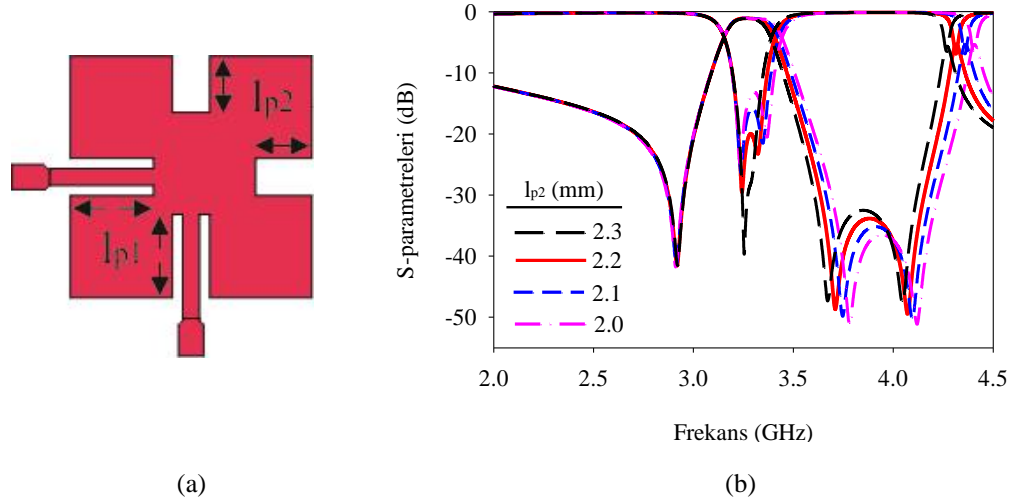 lp2
lp1
S-parametreleri (dB)
0
-10
-20
-30
-40
-50
lp2 (mm)
2.3
2.2
2.1
2.0
2.0 2.5 3.0 3.5 4.0 4.5
Frekans (GHz)
(a) (b)